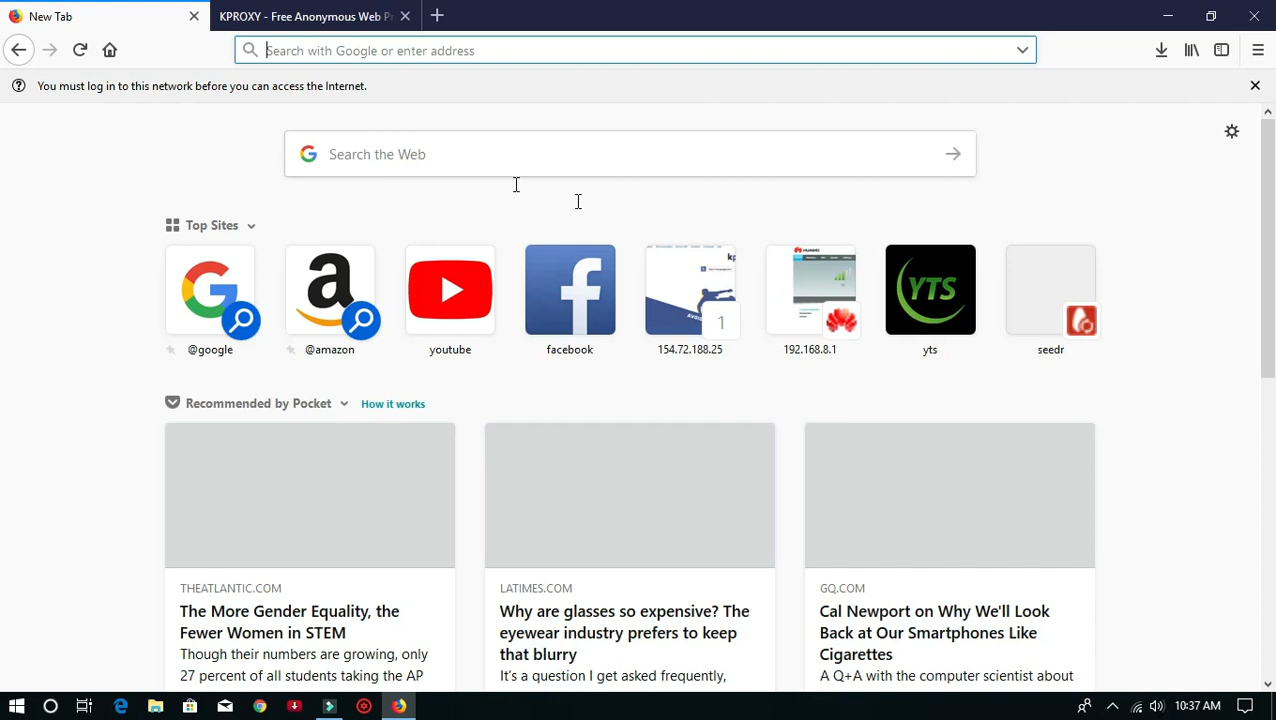 New Tab
KPROXY - Free Anonymous Web Pr
Search with Google or enter address
You must log in to this network before you can access the Internet.
Search the Web
Top Sites
YTS
1
@google
@amazon
youtube
facebook
154.72.188.25
192.168.8.1
yts
seedr
Recommended by Pocket
How it works
THEATLANTIC.COM
The More Gender Equality, the
Fewer Women in STEM
Though their numbers are growing, only
27 percent of all students taking the AP
LATIMES.COM
Why are glasses so expensive? The
eyewear industry prefers to keep
that blurry
It's a question I get asked frequently,
GQ.COM
Cal Newport on Why We'll Look
Back at Our Smartphones Like
Cigarettes
A Q+A with the computer scientist about
10:37 AM